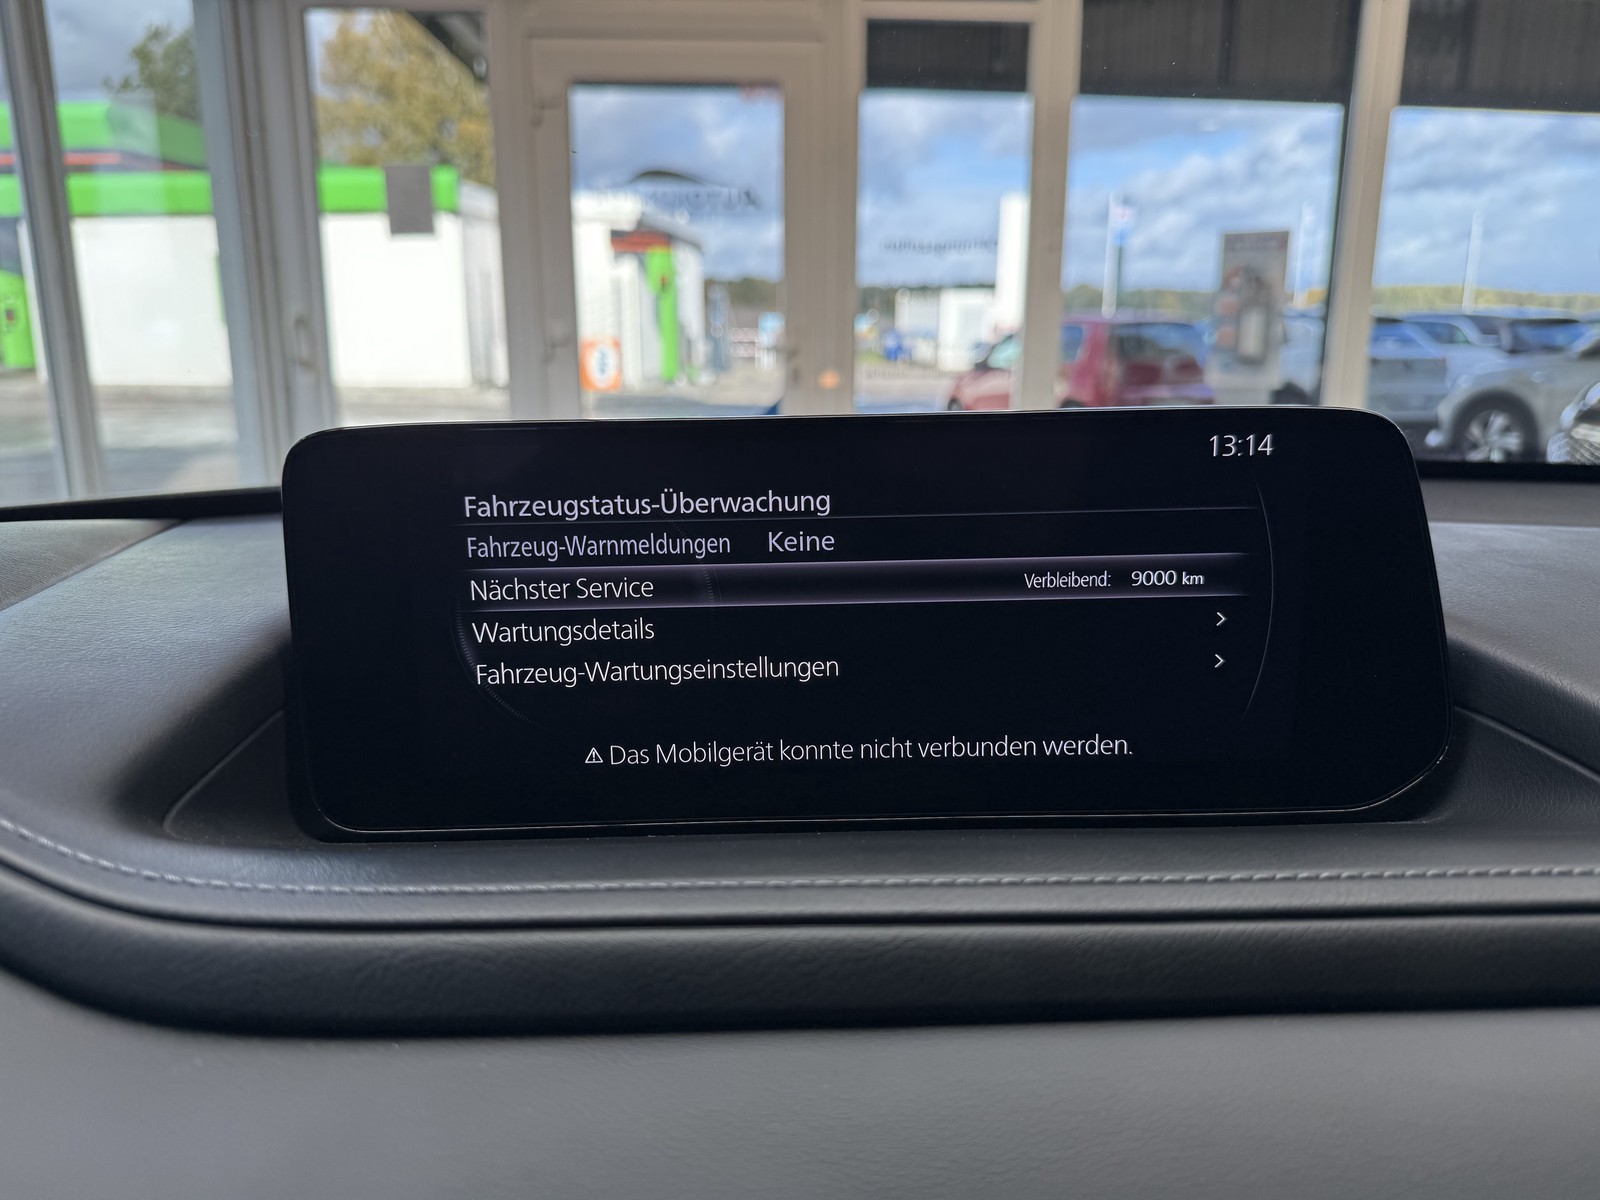 13:14
Fahrzeugstatus-Überwachung
Fahrzeug-Warnmeldungen Keine
Nächster Service Verbleibend: 9000 km
Wartungsdetails
Fahrzeug-Wartungseinstellungen
⚠ Das Mobilgerät konnte nicht verbunden werden.